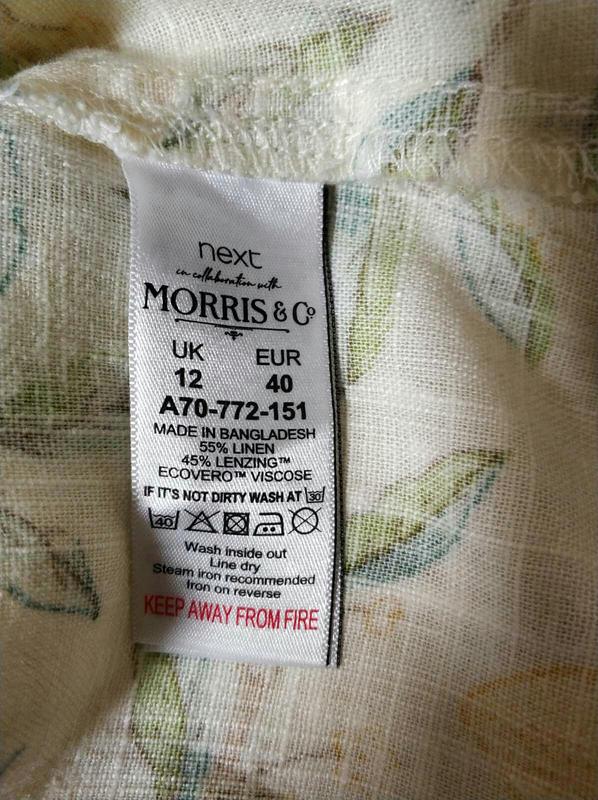 next
in collaboration with
MORRIS & Co.
UK EUR
12 40
A70-772-151
MADE IN BANGLADESH
55% LINEN
45% LENZING™
ECOVERO™ VISCOSE
IF IT'S NOT DIRTY WASH AT 30
40
Wash inside out
Line dry
Steam iron recommended
Iron on reverse
KEEP AWAY FROM FIRE